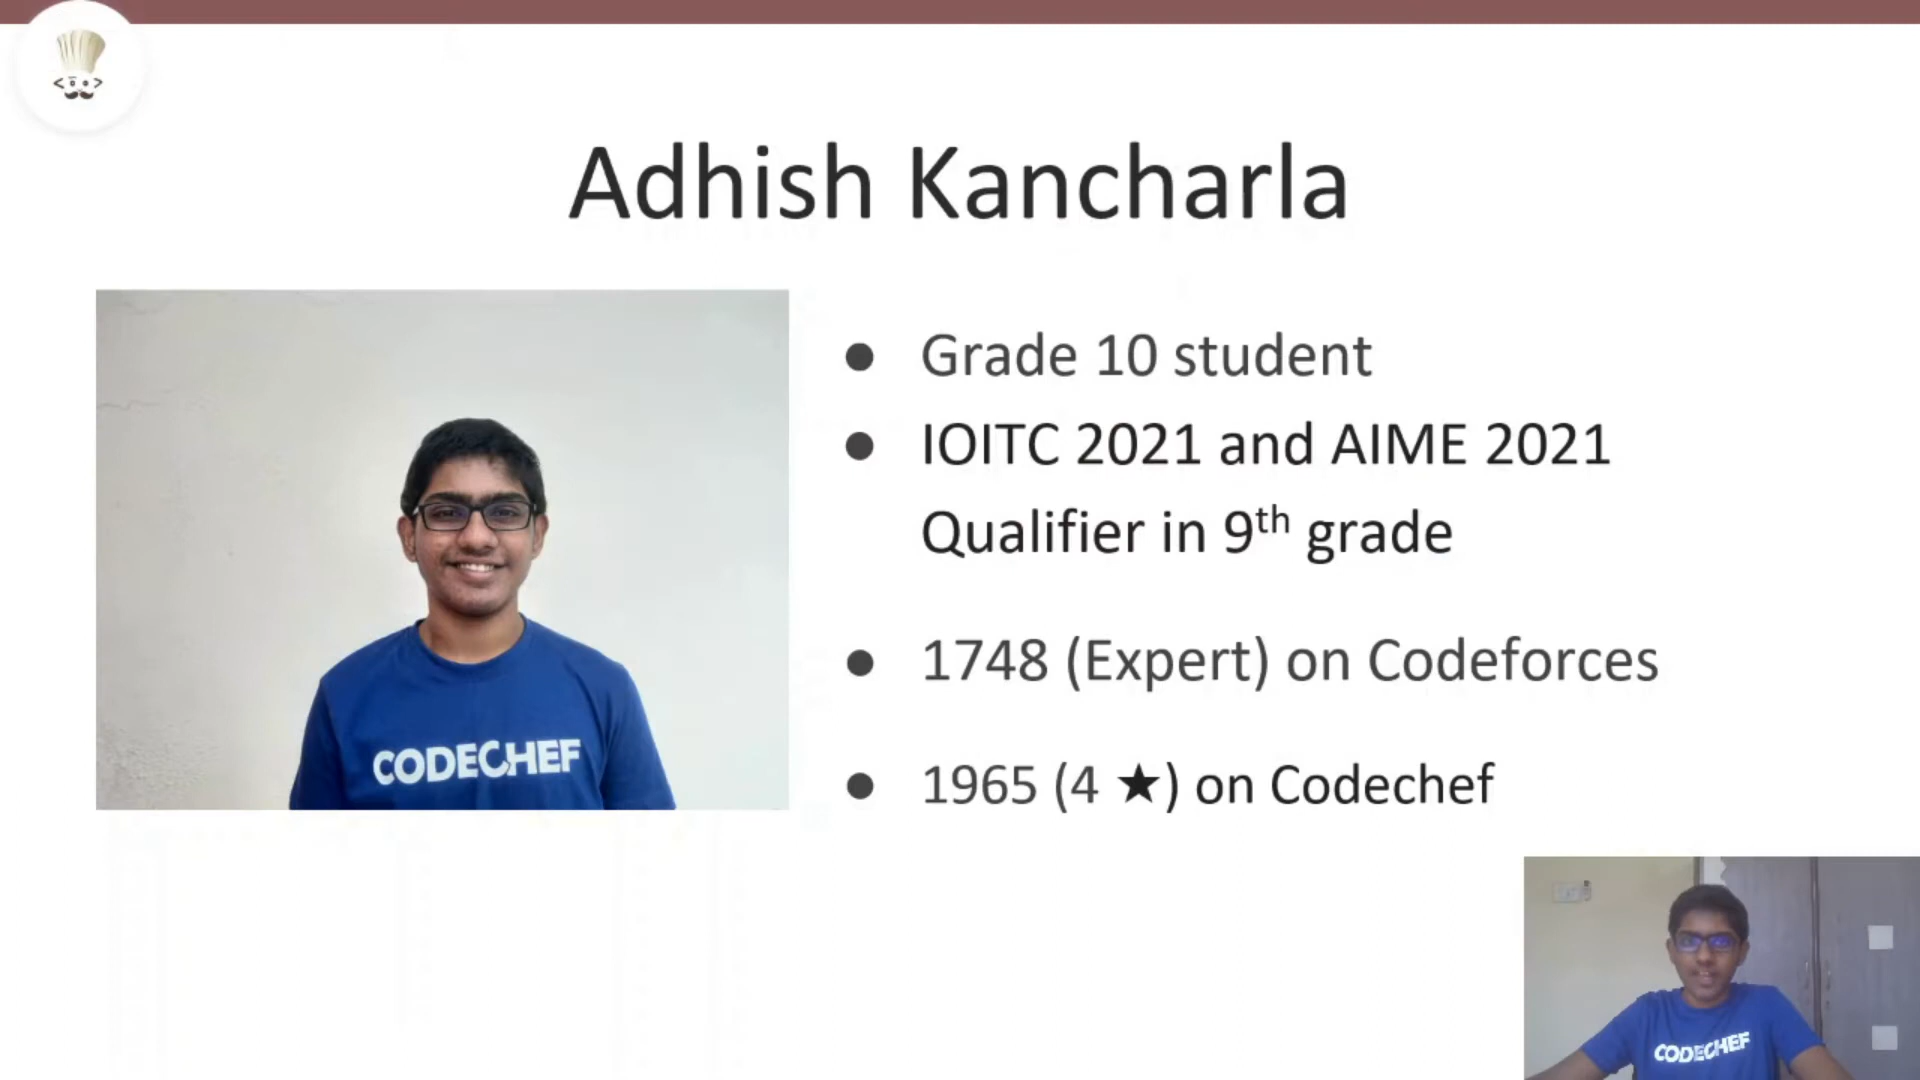 Adhish Kancharla
● Grade 10 student
● IOITC 2021 and AIME 2021
Qualifier in 9th grade
● 1748 (Expert) on Codeforces
● 1965 (4 ★) on Codechef
CODECHEF
CODECHEF